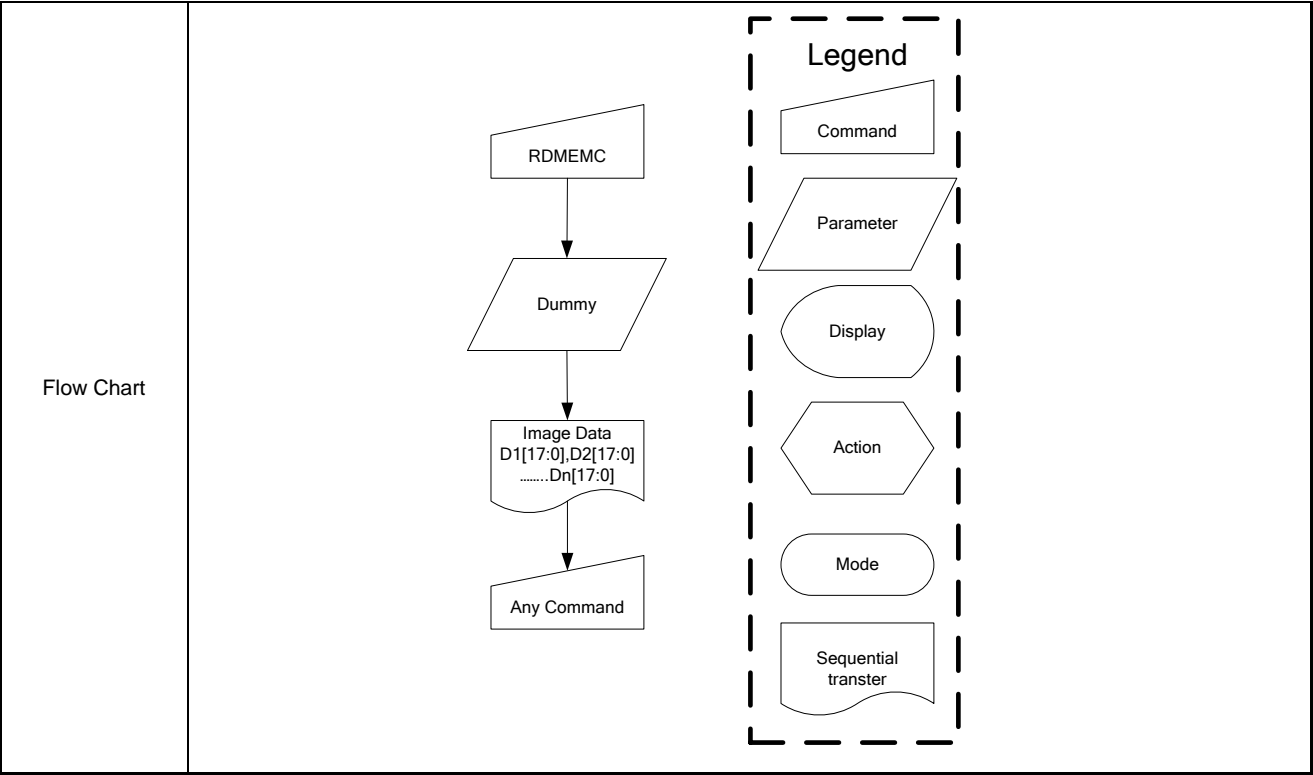 Flow Chart
RDMEMC
Dummy
Image Data
D1[17:0],D2[17:0]
........Dn[17:0]
Any Command
Legend
Command
Parameter
Display
Action
Mode
Sequential
transter